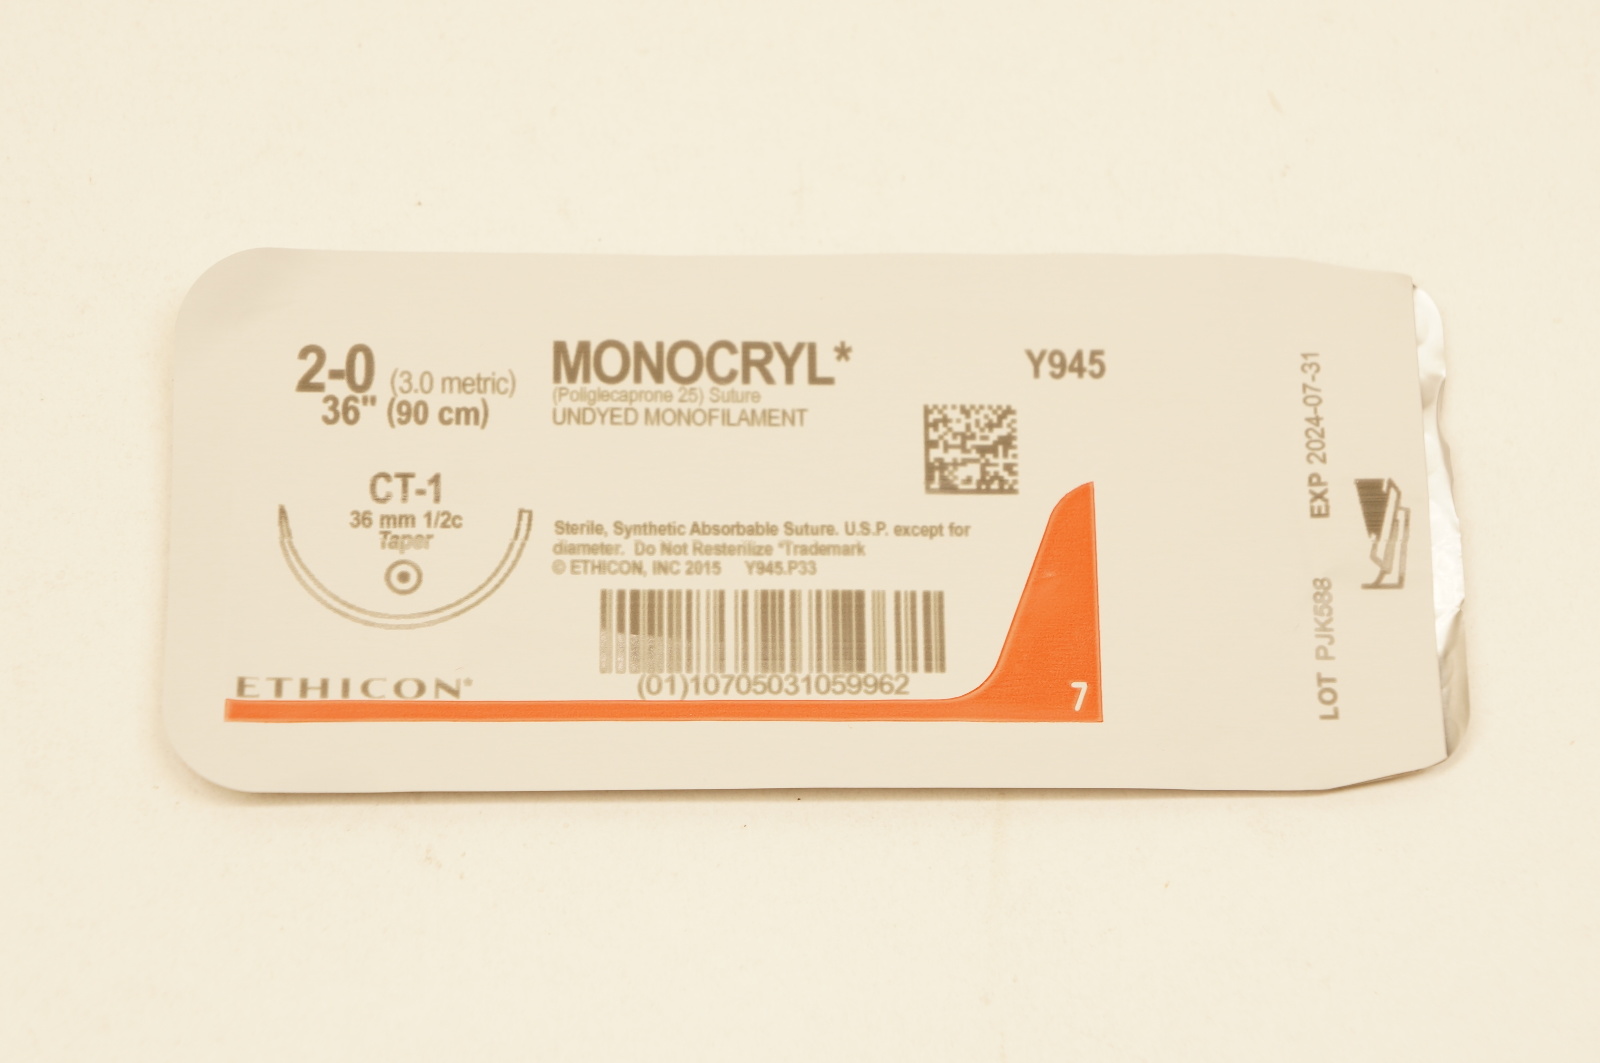 2-0 (3.0 metric)
36" (90 cm)
MONOCRYL*
(Poliglecaprone 25) Suture
UNDYED MONOFILAMENT
Y945
CT-1
36 mm 1/2c
Taper
Sterile, Synthetic Absorbable Suture. U.S.P. except for
diameter. Do Not Resterilize *Trademark
© ETHICON, INC 2015 Y945.P33
(01)10705031059962
ETHICON*
7
LOT PJK688 EXP 2024-07-31